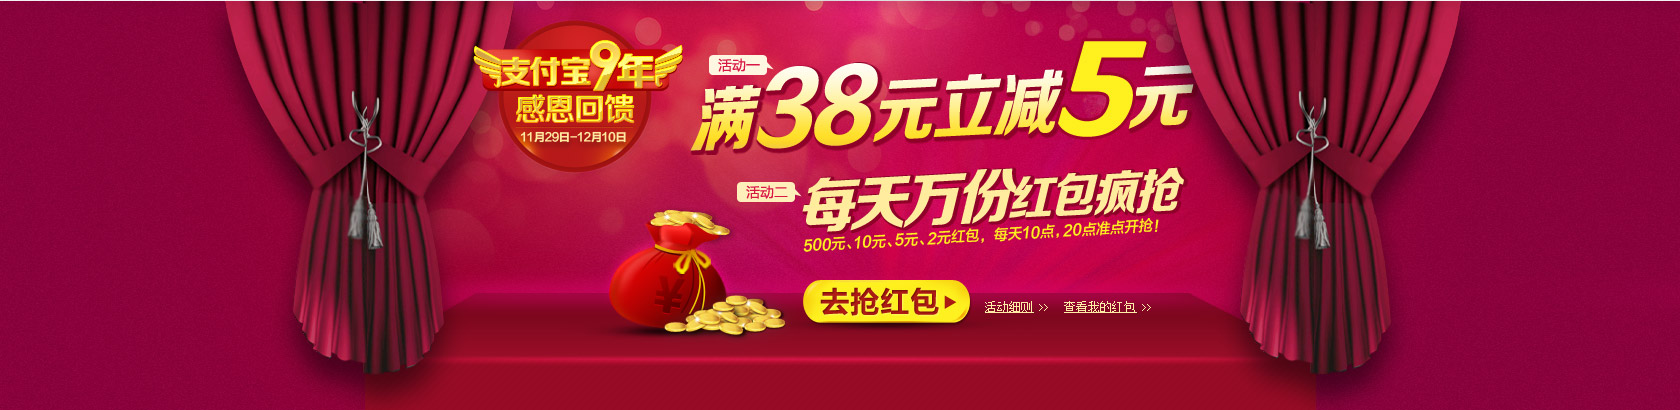 支付宝9年
感恩回馈
11月29日-12月10日
活动一
满38元立减5元
活动二
每天万份红包疯抢
500元、10元、5元、2元红包，每天10点，20点准点开抢！
¥
去抢红包
活动细则 >>
查看我的红包 >>